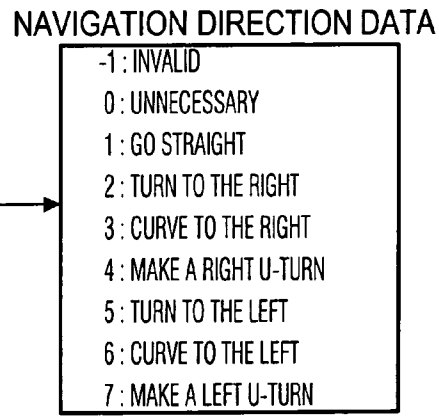 NAVIGATION DIRECTION DATA
-1 : INVALID
0 : UNNECESSARY
1 : GO STRAIGHT
2 : TURN TO THE RIGHT
3 : CURVE TO THE RIGHT
4 : MAKE A RIGHT U-TURN
5 : TURN TO THE LEFT
6 : CURVE TO THE LEFT
7 : MAKE A LEFT U-TURN